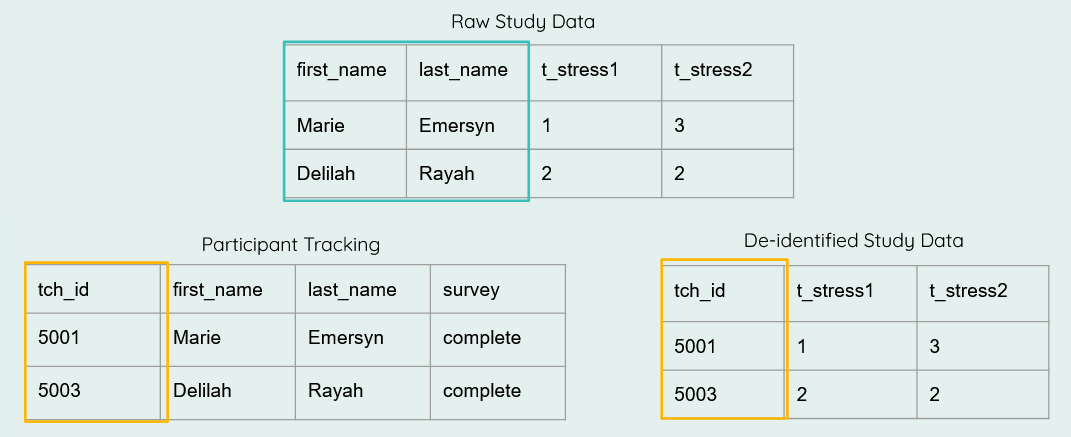 Raw Study Data
first_name last_name t_stress1 t_stress2
Marie Emersyn 1 3
Delilah Rayah 2 2
Participant Tracking
tch_id first_name last_name survey
5001 Marie Emersyn complete
5003 Delilah Rayah complete
De-identified Study Data
tch_id t_stress1 t_stress2
5001 1 3
5003 2 2